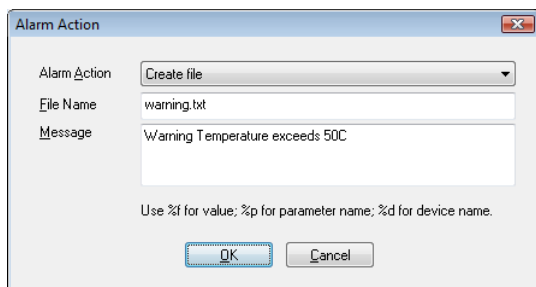 Alarm Action
Alarm Action Create file
File Name warning.txt
Message Warning Temperature exceeds 50C
Use %f for value; %p for parameter name; %d for device name.
OK Cancel